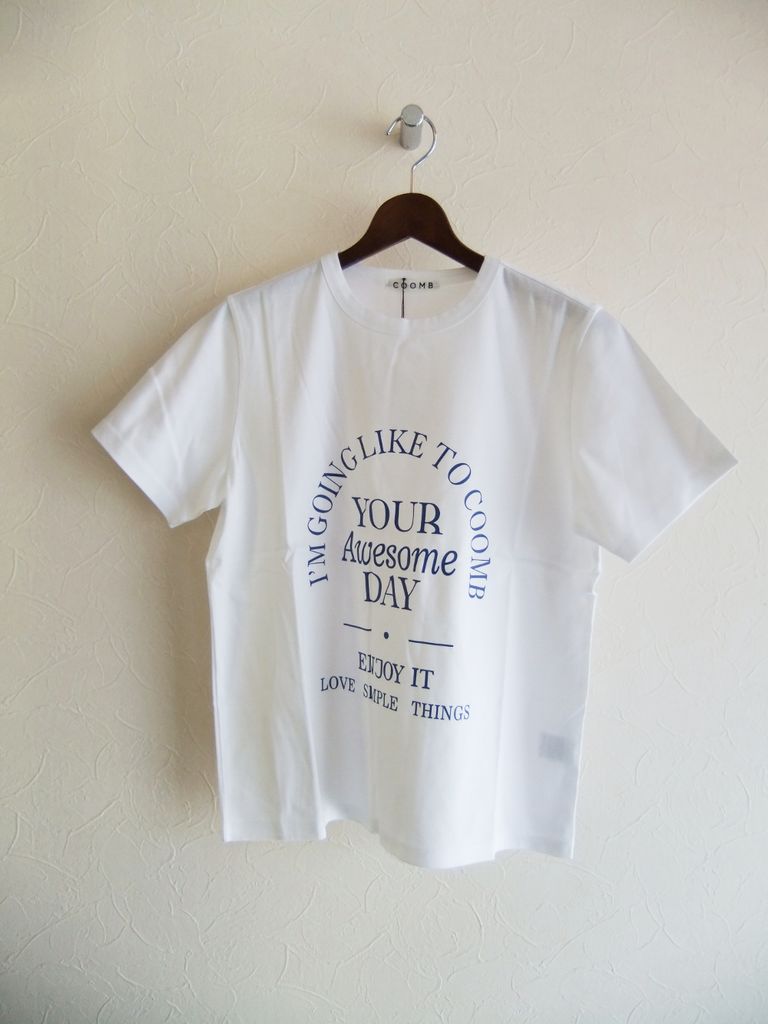 COOMB
I'M GOING LIKE TO COOMB
YOUR
Awesome
DAY
ENJOY IT
LOVE SIMPLE THINGS